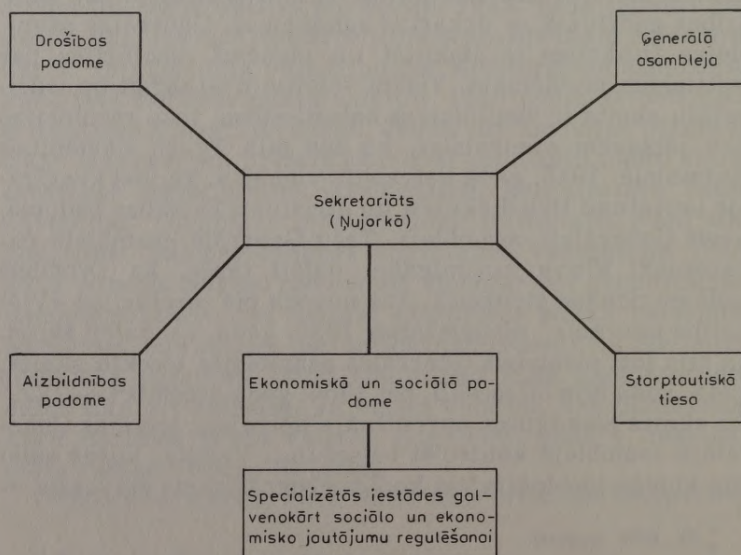 Drošības
padome
Ģenerālā
asambleja
Sekretariāts
(Ņujorkā)
Aizbildnības
padome
Ekonomiskā un sociālā pa-
dome
Starptautiskā
tiesa
Specializētās iestādes gal-
venokārt sociālo un ekono-
misko jautājumu regulēšanai